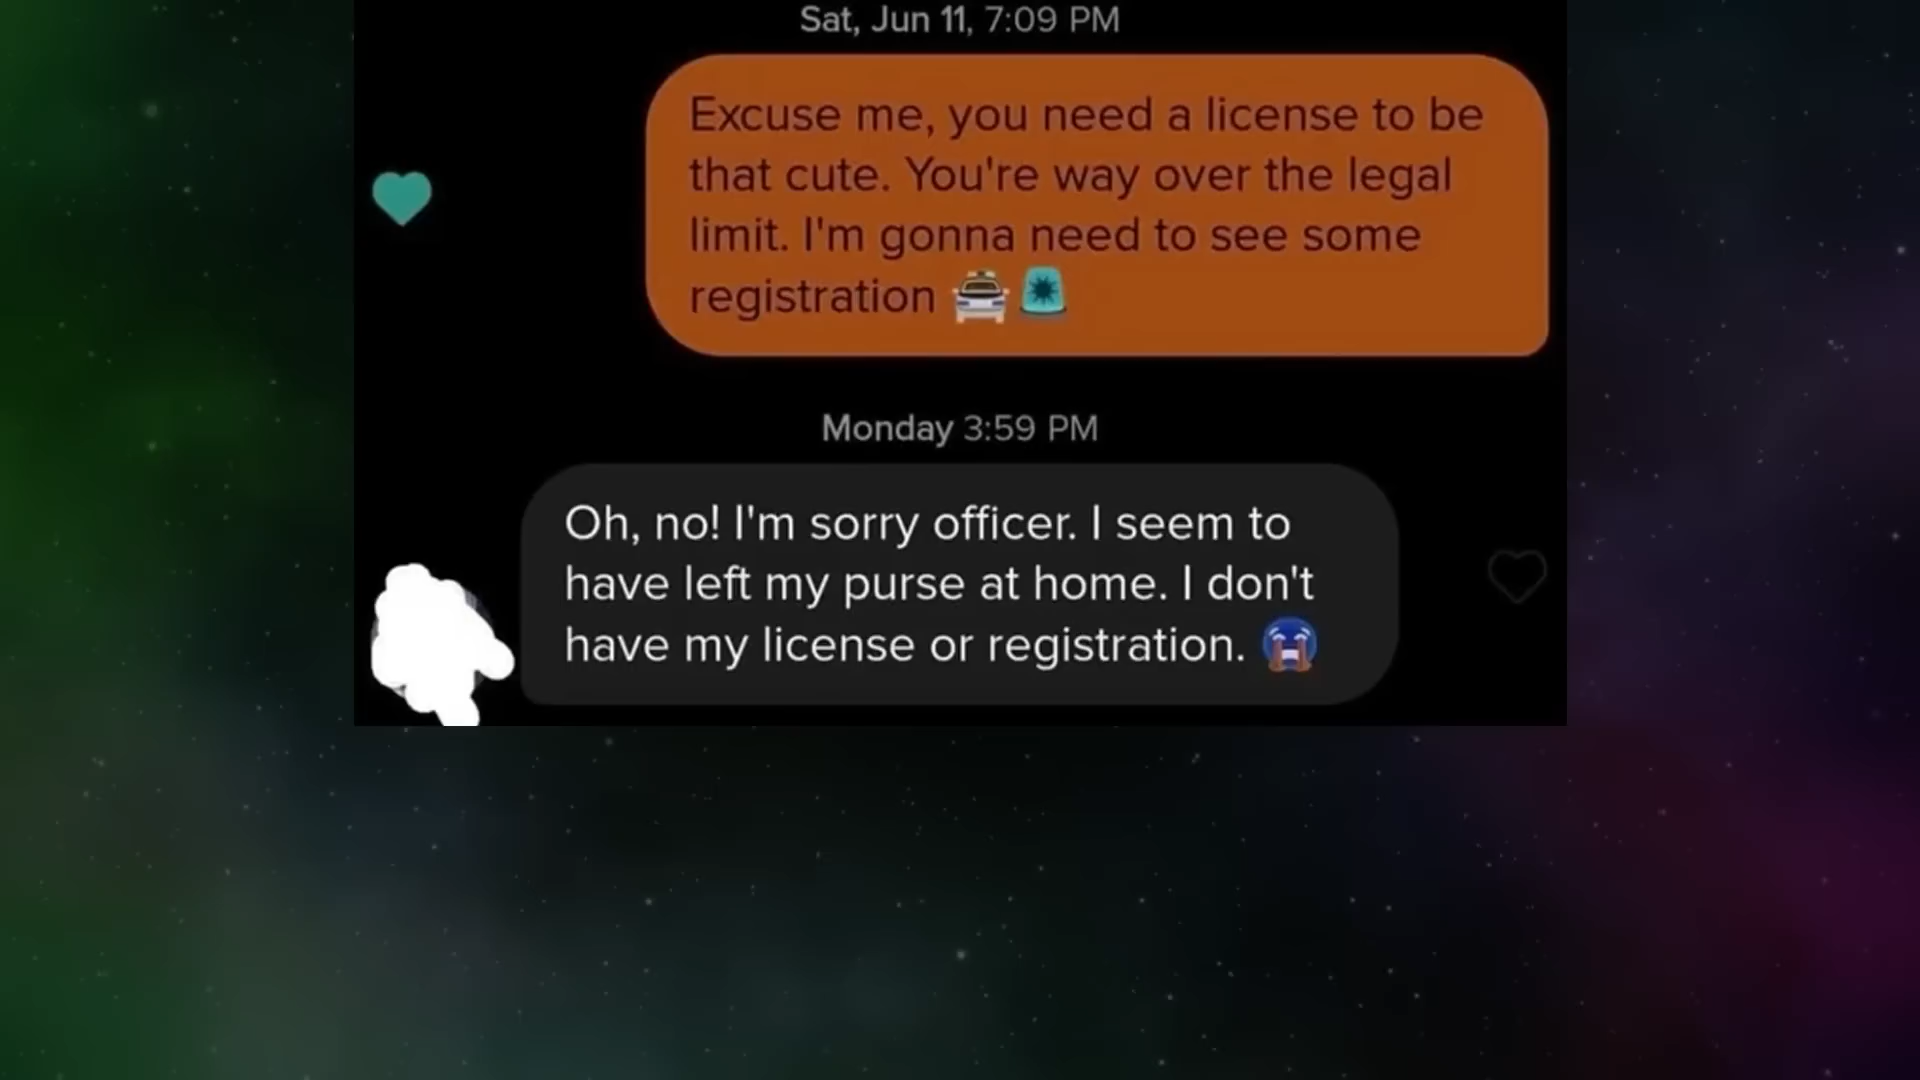 Sat, Jun 11, 7:09 PM
Excuse me, you need a license to be
that cute. You're way over the legal
limit. I'm gonna need to see some
registration 🚔🚨
Monday 3:59 PM
Oh, no! I'm sorry officer. I seem to
have left my purse at home. I don't
have my license or registration. 😭